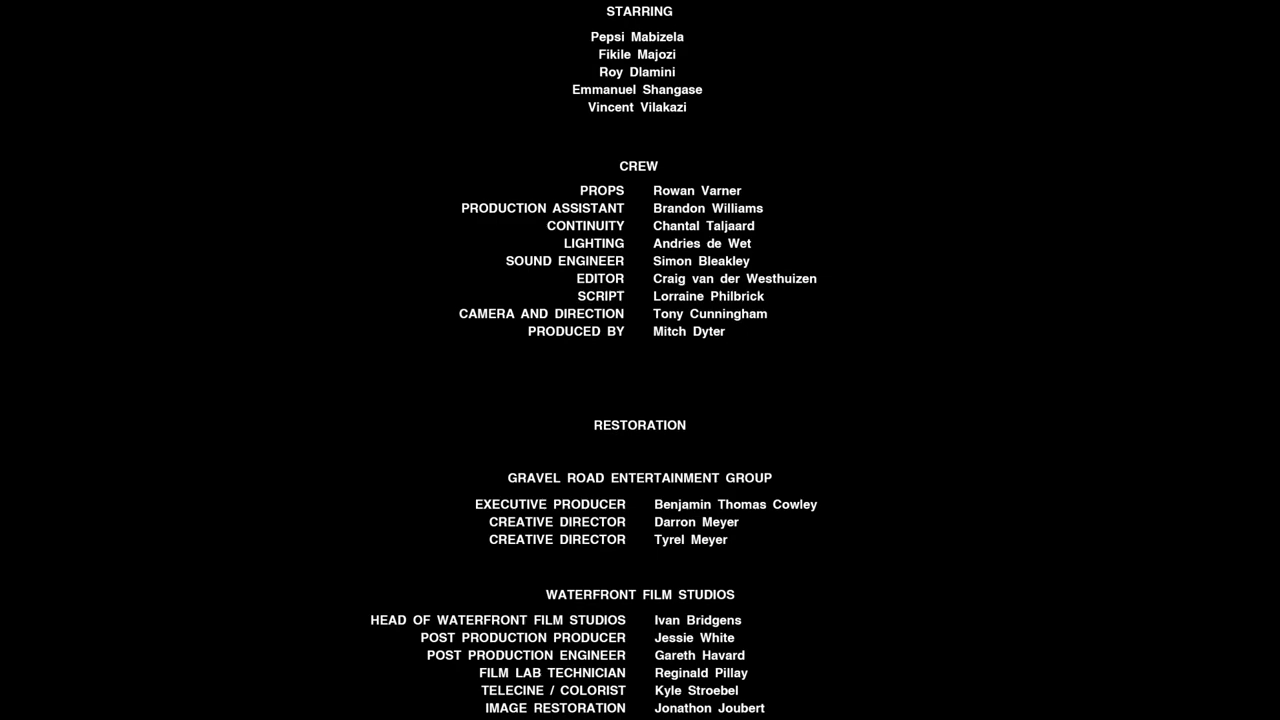 STARRING
Pepsi Mabizela
Fikile Majozi
Roy Dlamini
Emmanuel Shangase
Vincent Vilakazi
CREW
PROPS Rowan Varner
PRODUCTION ASSISTANT Brandon Williams
CONTINUITY Chantal Taljaard
LIGHTING Andries de Wet
SOUND ENGINEER Simon Bleakley
EDITOR Craig van der Westhuizen
SCRIPT Lorraine Philbrick
CAMERA AND DIRECTION Tony Cunningham
PRODUCED BY Mitch Dyter
RESTORATION
GRAVEL ROAD ENTERTAINMENT GROUP
EXECUTIVE PRODUCER Benjamin Thomas Cowley
CREATIVE DIRECTOR Darron Meyer
CREATIVE DIRECTOR Tyrel Meyer
WATERFRONT FILM STUDIOS
HEAD OF WATERFRONT FILM STUDIOS Ivan Bridgens
POST PRODUCTION PRODUCER Jessie White
POST PRODUCTION ENGINEER Gareth Havard
FILM LAB TECHNICIAN Reginald Pillay
TELECINE / COLORIST Kyle Stroebel
IMAGE RESTORATION Jonathon Joubert